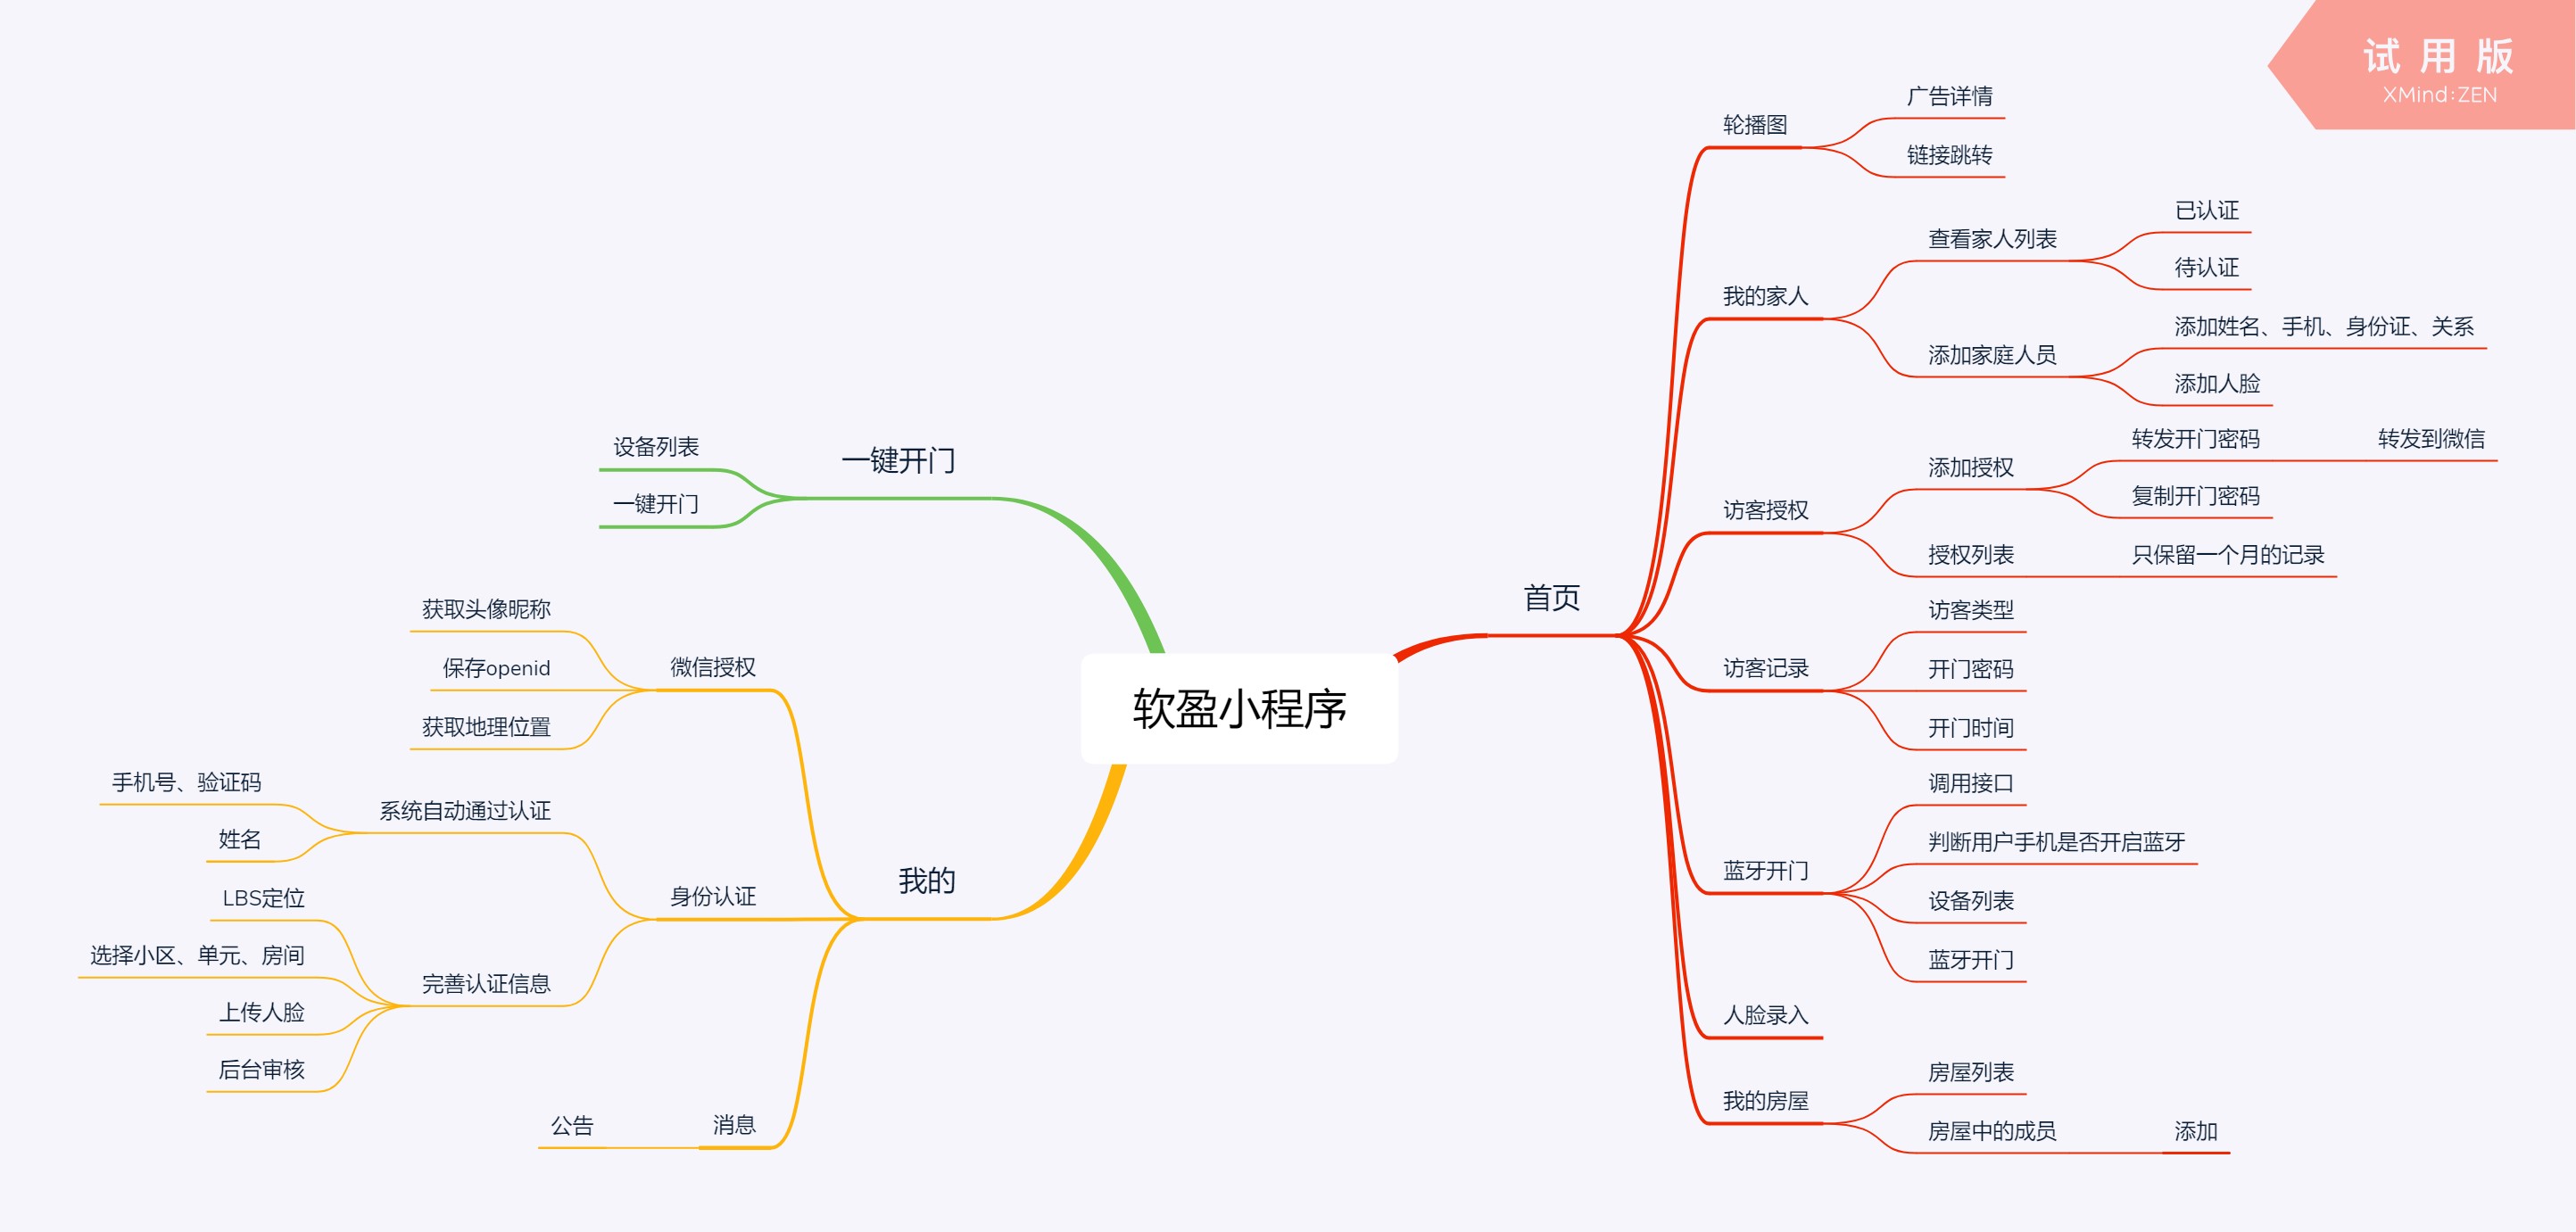 试用版
XMind:ZEN
软盈小程序
首页
轮播图
广告详情
链接跳转
我的家人
查看家人列表
已认证
待认证
添加家庭人员
添加姓名、手机、身份证、关系
添加人脸
访客授权
添加授权
转发开门密码
转发到微信
复制开门密码
授权列表
只保留一个月的记录
访客记录
访客类型
开门密码
开门时间
蓝牙开门
调用接口
判断用户手机是否开启蓝牙
设备列表
蓝牙开门
人脸录入
我的房屋
房屋列表
房屋中的成员
添加
一键开门
设备列表
一键开门
我的
微信授权
获取头像昵称
保存openid
获取地理位置
身份认证
系统自动通过认证
手机号、验证码
姓名
完善认证信息
LBS定位
选择小区、单元、房间
上传人脸
后台审核
消息
公告